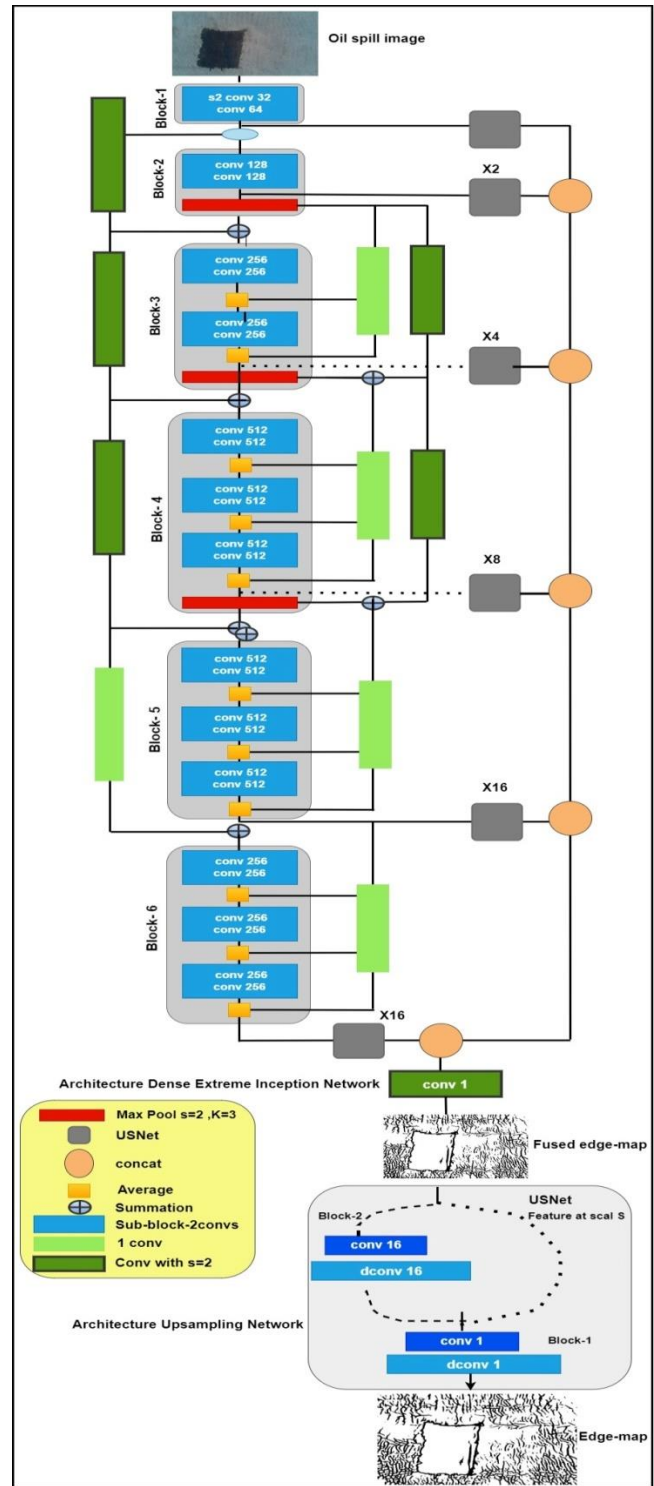 Oil spill image
Block-1
s2 conv 32
conv 64
Block-2
conv 128
conv 128
X2
Block-3
conv 256
conv 256
conv 256
conv 256
X4
Block- 4
conv 512
conv 512
conv 512
conv 512
conv 512
conv 512
X8
Block- 5
conv 512
conv 512
conv 512
conv 512
conv 512
conv 512
X16
Block- 6
conv 256
conv 256
conv 256
conv 256
conv 256
conv 256
X16
Architecture Dense Extreme Inception Network
conv 1
Fused edge-map
Max Pool s=2 ,K=3
USNet
concat
Average
Summation
Sub-block-2convs
1 conv
Conv with s=2
USNet
Block-2
Feature at scal S
conv 16
dconv 16
Architecture Upsampling Network
conv 1
Block-1
dconv 1
Edge-map